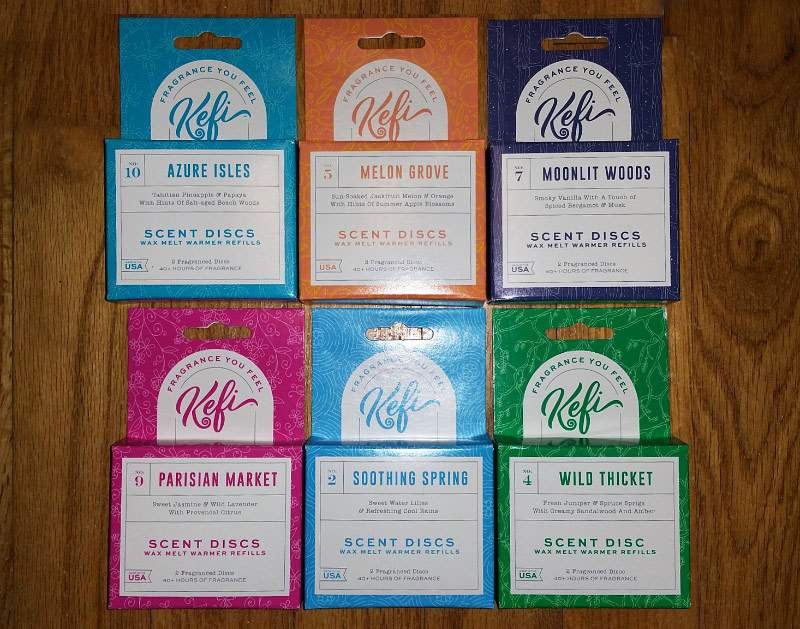 FRAGRANCE YOU FEEL
Kefi
NO.
10
AZURE ISLES
Tahitian Pineapple & Papaya
With Hints Of Salt-aged Beach Woods
SCENT DISCS
WAX MELT WARMER REFILLS
USA
2 Fragranced Discs
40+ HOURS OF FRAGRANCE
FRAGRANCE YOU FEEL
Kefi
NO.
5
MELON GROVE
Sun Soaked Jackfruit Melon & Orange
With Hints Of Summer Apple Blossoms
SCENT DISCS
WAX MELT WARMER REFILLS
USA
2 Fragranced Discs
40+ HOURS OF FRAGRANCE
FRAGRANCE YOU FEEL
Kefi
NO.
7
MOONLIT WOODS
Smoky Vanilla With A Touch of
Spiced Bergamot & Musk
SCENT DISCS
WAX MELT WARMER REFILLS
USA
2 Fragranced Discs
40+ HOURS OF FRAGRANCE
FRAGRANCE YOU FEEL
Kefi
NO.
9
PARISIAN MARKET
Sweet Jasmine & Wild Lavender
With Provencal Citrus
SCENT DISCS
WAX MELT WARMER REFILLS
USA
2 Fragranced Discs
40+ HOURS OF FRAGRANCE
FRAGRANCE YOU FEEL
Kefi
NO.
2
SOOTHING SPRING
Sweet Water Lilies
& Refreshing Cool Rains
SCENT DISCS
WAX MELT WARMER REFILLS
USA
2 Fragranced Discs
40+ HOURS OF FRAGRANCE
FRAGRANCE YOU FEEL
Kefi
NO.
4
WILD THICKET
Fresh Juniper & Spruce Sprigs
With Creamy Sandalwood And Amber
SCENT DISC
WAX MELT WARMER REFILLS
USA
2 Fragranced Discs
40+ HOURS OF FRAGRANCE